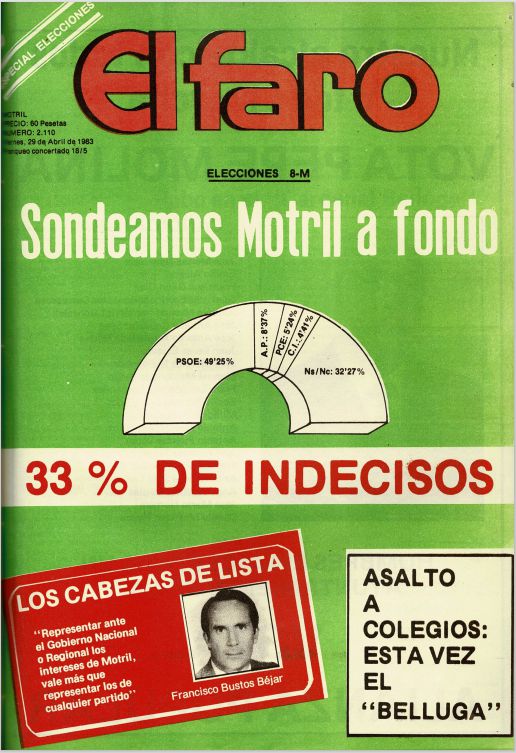 ESPECIAL ELECCIONES
El faro
MOTRIL
PRECIO: 60 Pesetas
NUMERO: 2.110
Viernes, 29 de Abril de 1983
Franqueo concertado 18/5
ELECCIONES 8-M
Sondeamos Motril a fondo
PSOE: 49'25%
A.P.: 8'37%
PCE: 5'24%
C.I.: 4'41%
Ns/Nc: 32'27%
33 % DE INDECISOS
LOS CABEZAS DE LISTA
"Representar ante
el Gobierno Nacional
o Regional los
intereses de Motril,
vale más que
representar los de
cualquier partido"
Francisco Bustos Béjar
ASALTO
A
COLEGIOS:
ESTA VEZ
EL
"BELLUGA"